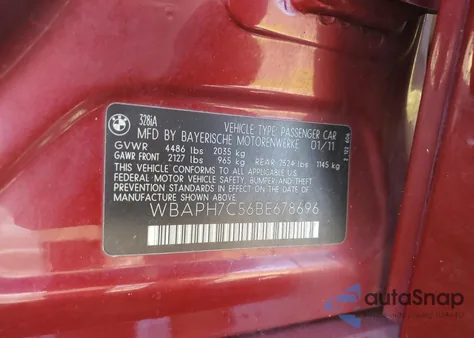 BMW
328iA
VEHICLE TYPE: PASSENGER CAR
MFD BY BAYERISCHE MOTORENWERKE 01/11
GVWR 4486 lbs 2035 kg
GAWR FRONT 2127 lbs 965 kg REAR 2524 lbs 1145 kg
THIS VEHICLE CONFORMS TO ALL APPLICABLE
FEDERAL MOTOR VEHICLE SAFETY, BUMPER AND
THEFT PREVENTION STANDARDS IN EFFECT ON DATE OF
MANUFACTURE SHOWN ABOVE.
WBAPH7C56BE678696
autoSnap